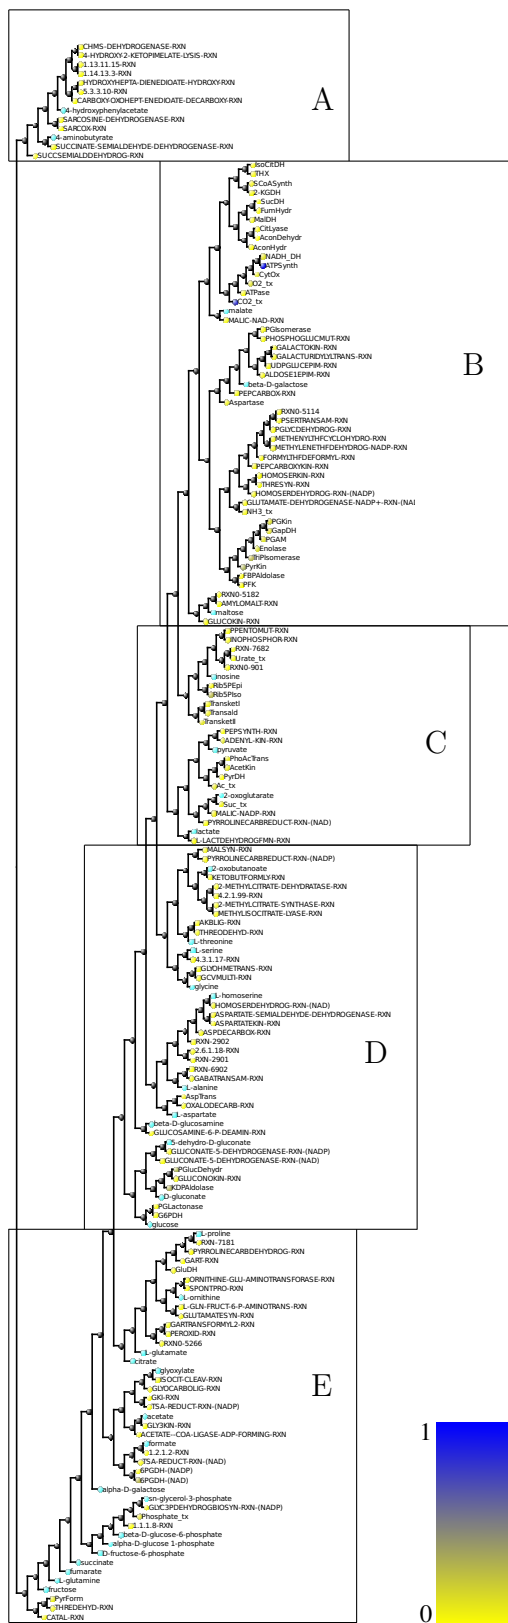 CHMS-DEHYDROGENASE-RXN
4-HYDROXY-2-KETOPIMELATE-LYSIS-RXN
1.13.11.15-RXN
1.14.13.3-RXN
HYDROXYHEPTA-DIENEDIOATE-HYDROXY-RXN
5.3.3.10-RXN
CARBOXY-OXOHEPT-ENEDIOATE-DECARBOXY-RXN
4-hydroxyphenylacetate
SARCOSINE-DEHYDROGENASE-RXN
SARCOX-RXN
4-aminobutyrate
SUCCINATE-SEMIALDEHYDE-DEHYDROGENASE-RXN
SUCCSEMIALDDEHYDROG-RXN
A
IsoCitDH
THX
SCoASynth
2-KGDH
SucDH
FumHydr
MalDH
CitLyase
AconDehydr
AconHydr
NADH_DH
ATPSynth
CytOx
O2_tx
ATPase
CO2_tx
malate
MALIC-NAD-RXN
PGIsomerase
PHOSPHOGLUCMUT-RXN
GALACTOKIN-RXN
GALACTURIDYLYLTRANS-RXN
UDPGLUCEPIM-RXN
ALDOSE1EPIM-RXN
beta-D-galactose
PEPCARBOX-RXN
Aspartase
B
RXN0-5114
PSERTRANSAM-RXN
PGLYCDEHYDROG-RXN
METHENYLTHFCYCLOHYDRO-RXN
METHYLENETHFDEHYDROG-NADP-RXN
FORMYLTHFDEFORMYL-RXN
PEPCARBOXYKIN-RXN
HOMOSERKIN-RXN
THRESYN-RXN
HOMOSERDEHYDROG-RXN-(NADP)
GLUTAMATE-DEHYDROGENASE-NADP+-RXN-(NAI
NH3_tx
PGKin
GapDH
PGAM
Enolase
TriPIsomerase
PyrKin
FBPAldolase
PFK
RXN0-5182
AMYLOMALT-RXN
maltose
GLUCOKIN-RXN
PPENTOMUT-RXN
INOPHOSPHOR-RXN
RXN-7682
Urate_tx
RXN0-901
inosine
Rib5PEpi
Rib5PIso
TransketI
Transald
TransketII
C
PEPSYNTH-RXN
ADENYL-KIN-RXN
pyruvate
PhoAcTrans
AcetKin
PyrDH
Ac_tx
2-oxoglutarate
Suc_tx
MALIC-NADP-RXN
PYRROLINECARBREDUCT-RXN-(NAD)
lactate
L-LACTDEHYDROGFMN-RXN
MALSYN-RXN
PYRROLINECARBREDUCT-RXN-(NADP)
2-oxobutanoate
KETOBUTFORMLY-RXN
2-METHYLCITRATE-DEHYDRATASE-RXN
4.2.1.99-RXN
2-METHYLCITRATE-SYNTHASE-RXN
METHYLISOCITRATE-LYASE-RXN
AKBLIG-RXN
THREODEHYD-RXN
L-threonine
L-serine
4.3.1.17-RXN
GLYOHMETRANS-RXN
GCVMULTI-RXN
glycine
L-homoserine
HOMOSERDEHYDROG-RXN-(NAD)
ASPARTATE-SEMIALDEHYDE-DEHYDROGENASE-RXN
ASPARTATEKIN-RXN
ASPDECARBOX-RXN
RXN-2902
2.6.1.18-RXN
RXN-2901
D
RXN-6902
GABATRANSAM-RXN
L-alanine
AspTrans
OXALODECARB-RXN
L-aspartate
beta-D-glucosamine
GLUCOSAMINE-6-P-DEAMIN-RXN
5-dehydro-D-gluconate
GLUCONATE-5-DEHYDROGENASE-RXN-(NADP)
GLUCONATE-5-DEHYDROGENASE-RXN-(NAD)
PGlucDehydr
GLUCONOKIN-RXN
KDPAldolase
D-gluconate
PGLactonase
G6PDH
glucose
L-proline
RXN-7181
PYRROLINECARBDEHYDROG-RXN
GART-RXN
GluDH
ORNITHINE-GLU-AMINOTRANSFORASE-RXN
SPONTPRO-RXN
L-ornithine
L-GLN-FRUCT-6-P-AMINOTRANS-RXN
GLUTAMATESYN-RXN
GARTRANSFORMYL2-RXN
PEROXID-RXN
RXN0-5266
L-glutamate
citrate
glyoxylate
ISOCIT-CLEAV-RXN
GLYOCARBOLIG-RXN
E
GKI-RXN
TSA-REDUCT-RXN-(NADP)
acetate
GLY3KIN-RXN
ACETATE--COA-LIGASE-ADP-FORMING-RXN
1
formate
1.2.1.2-RXN
TSA-REDUCT-RXN-(NAD)
6PGDH-(NADP)
6PGDH-(NAD)
alpha-D-galactose
sn-glycerol-3-phosphate
GLYC3PDEHYDROGBIOSYN-RXN-(NADP)
Phosphate_tx
1.1.1.8-RXN
beta-D-glucose-6-phosphate
alpha-D-glucose 1-phosphate
D-fructose-6-phosphate
succinate
fumarate
L-glutamine
fructose
PyrForm
THREDEHYD-RXN
CATAL-RXN
0